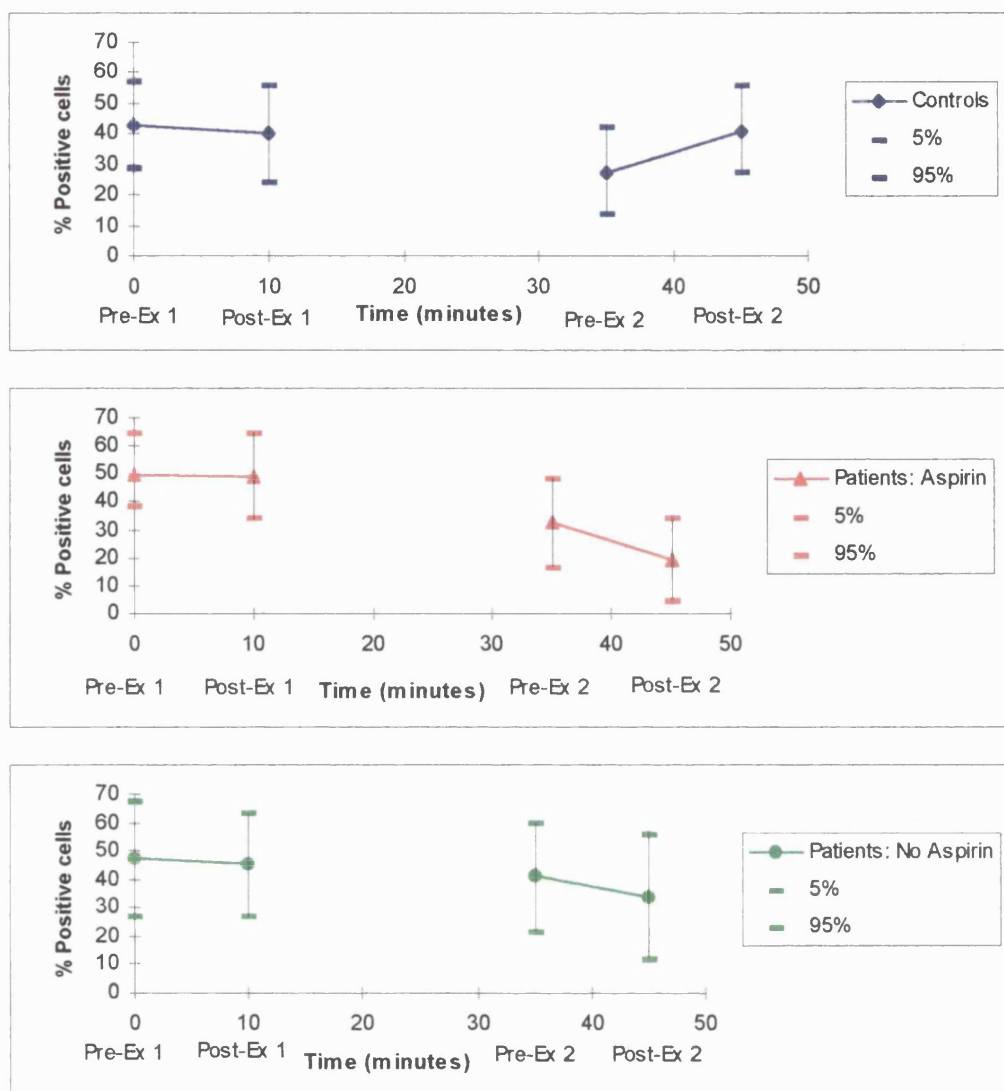 % Positive cells
70
60
50
40
30
20
10
0
0 10 20 30 40 50
Pre-Ex 1 Post-Ex 1 Time (minutes) Pre-Ex 2 Post-Ex 2
Controls
5%
95%
% Positive cells
70
60
50
40
30
20
10
0
0 10 20 30 40 50
Pre-Ex 1 Post-Ex 1 Time (minutes) Pre-Ex 2 Post-Ex 2
Patients: Aspirin
5%
95%
% Positive cells
70
60
50
40
30
20
10
0
0 10 20 30 40 50
Pre-Ex 1 Post-Ex 1 Time (minutes) Pre-Ex 2 Post-Ex 2
Patients: No Aspirin
5%
95%